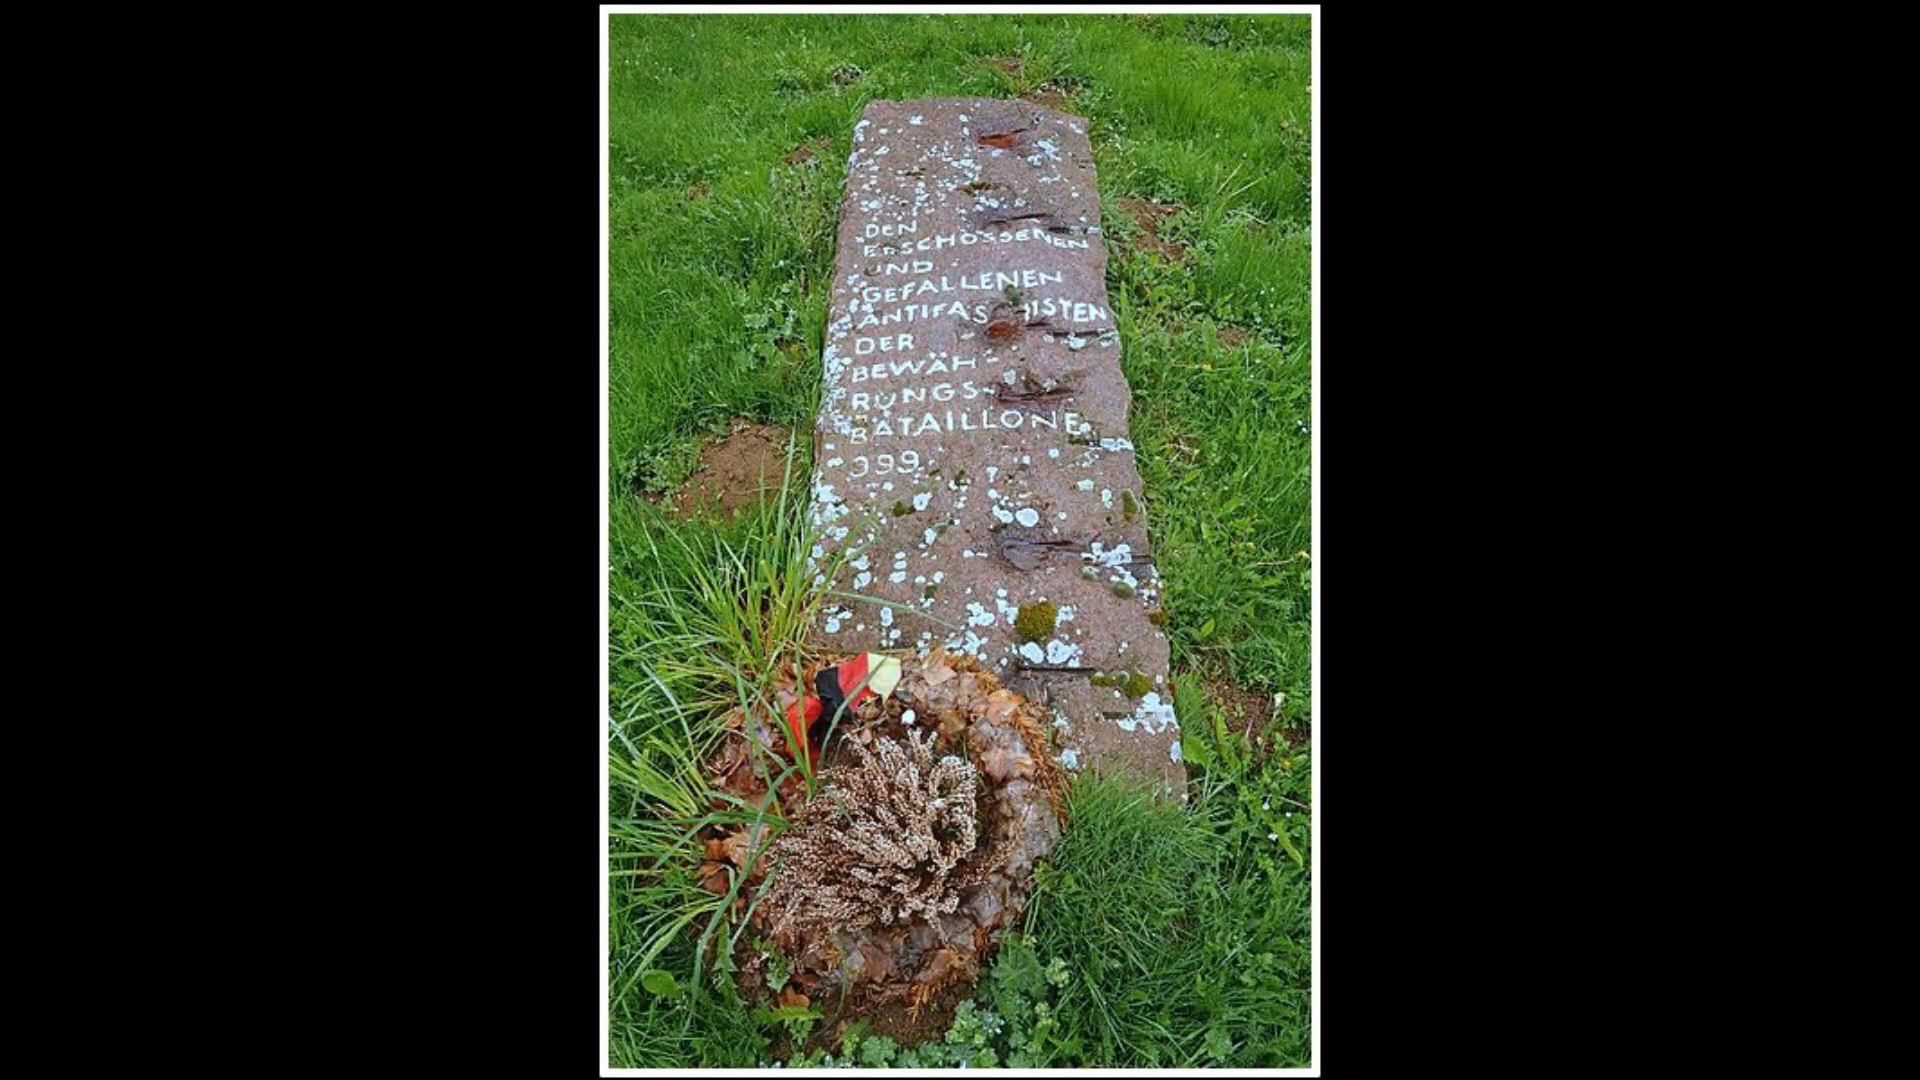 DEN
ERSCHOSSENEN
UND
GEFALLENEN
ANTIFASCHISTEN
DER
BEWÄH-
RUNGS-
BATAILLONE
999